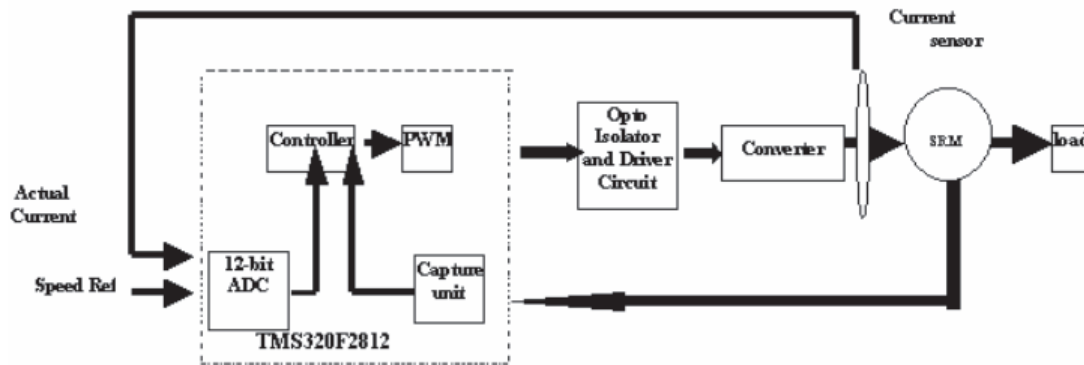 Current
sensor
Opto
Isolator
and Driver
Circuit
Controller
PWM
Converter
SRM
load
Actual
Current
12-bit
ADC
Capture
unit
Speed Ref
TMS320F2812